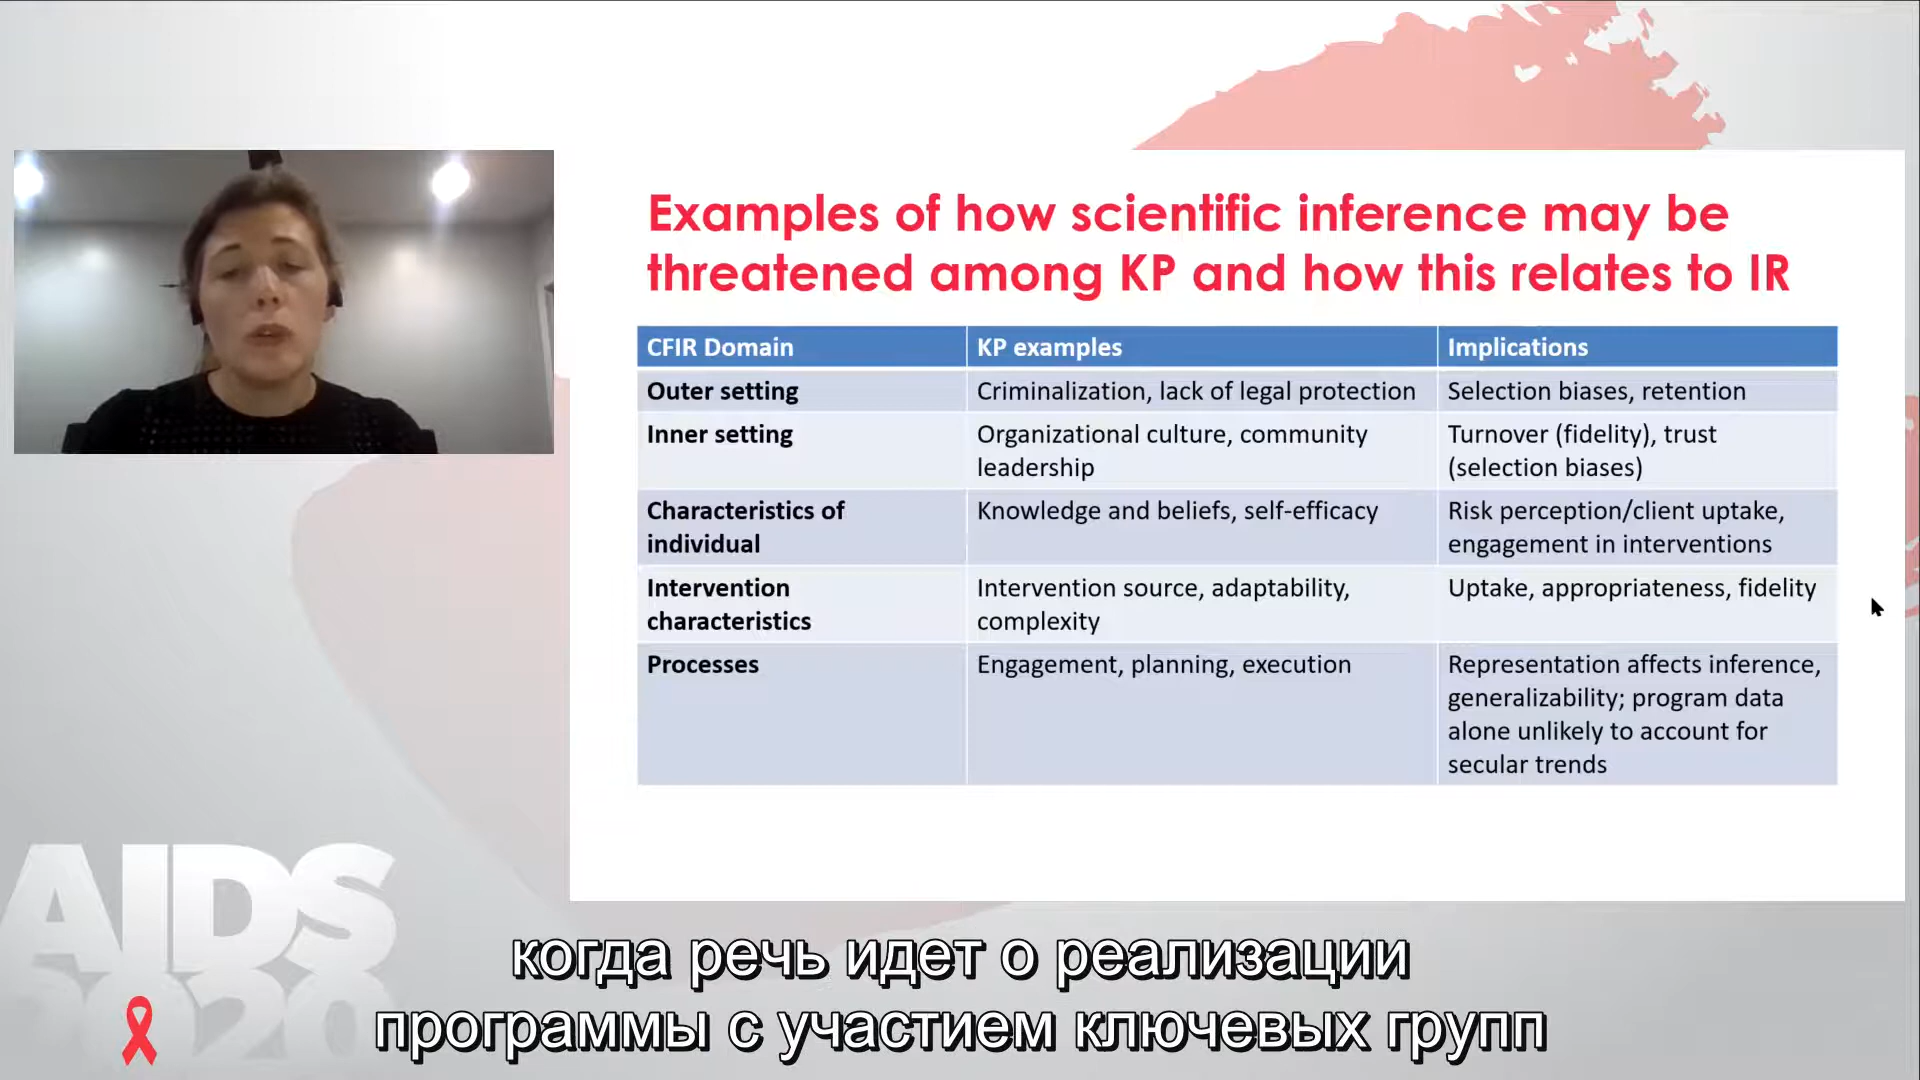 Examples of how scientific inference may be
threatened among KP and how this relates to IR
CFIR Domain
KP examples
Implications
Outer setting
Criminalization, lack of legal protection
Selection biases, retention
Inner setting
Organizational culture, community
leadership
Turnover (fidelity), trust
(selection biases)
Characteristics of
individual
Knowledge and beliefs, self-efficacy
Risk perception/client uptake,
engagement in interventions
Intervention
characteristics
Intervention source, adaptability,
complexity
Uptake, appropriateness, fidelity
Processes
Engagement, planning, execution
Representation affects inference,
generalizability; program data
alone unlikely to account for
secular trends
AIDS
2020
когда речь идет о реализации
программы с участием ключевых групп